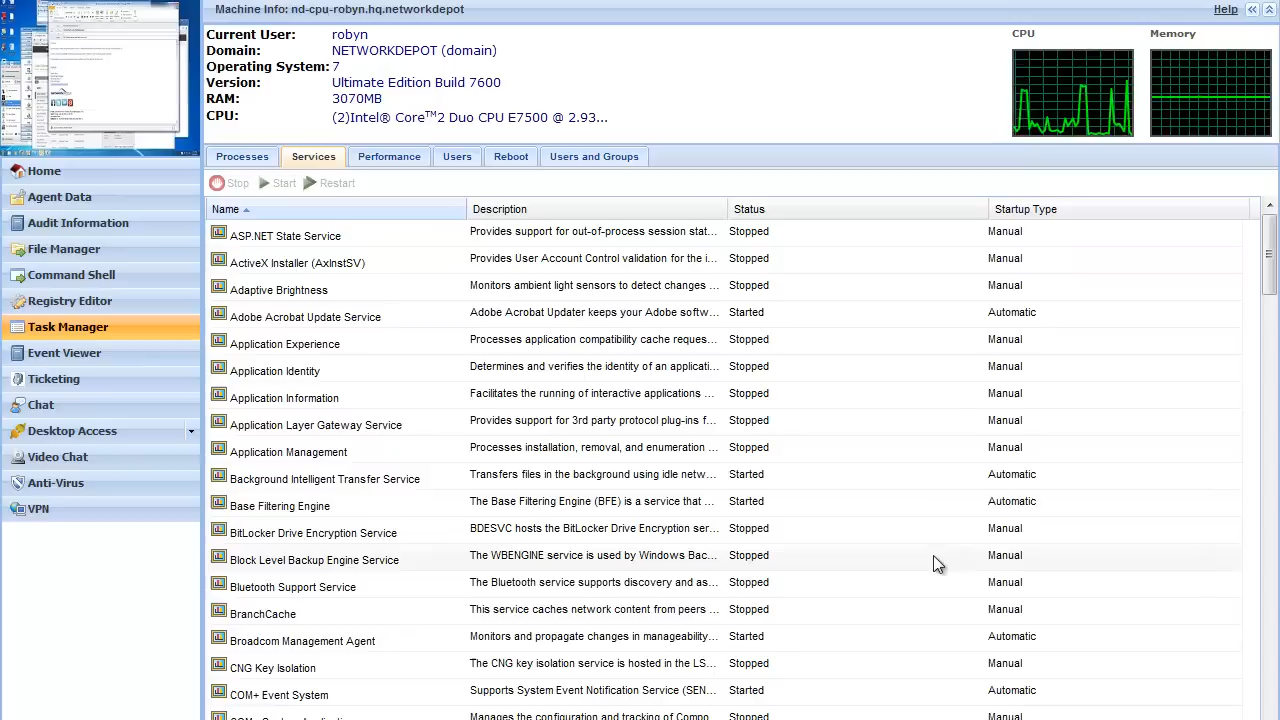 Machine Info: nd-niu-robyn.hq.networkdepot
Help
Current User: robyn
Domain: NETWORKDEPOT (domain)
Operating System: 7
Version: Ultimate Edition Build 7600
RAM: 3070MB
CPU: (2)Intel® Core™2 Duo CPU E7500 @ 2.93...
CPU
Memory
Home
Agent Data
Audit Information
File Manager
Command Shell
Registry Editor
Task Manager
Event Viewer
Ticketing
Chat
Desktop Access
Video Chat
Anti-Virus
VPN
Processes Services Performance Users Reboot Users and Groups
Stop Start Restart
Name Description Status Startup Type
ASP.NET State Service Provides support for out-of-process session stat... Stopped Manual
ActiveX Installer (AxInstSV) Provides User Account Control validation for the i... Stopped Manual
Adaptive Brightness Monitors ambient light sensors to detect changes ... Stopped Manual
Adobe Acrobat Update Service Adobe Acrobat Updater keeps your Adobe softw... Started Automatic
Application Experience Processes application compatibility cache reques... Stopped Manual
Application Identity Determines and verifies the identity of an applicati... Stopped Manual
Application Information Facilitates the running of interactive applications ... Stopped Manual
Application Layer Gateway Service Provides support for 3rd party protocol plug-ins f... Stopped Manual
Application Management Processes installation, removal, and enumeration ... Stopped Manual
Background Intelligent Transfer Service Transfers files in the background using idle netw... Started Automatic
Base Filtering Engine The Base Filtering Engine (BFE) is a service that ... Started Automatic
BitLocker Drive Encryption Service BDESVC hosts the BitLocker Drive Encryption ser... Stopped Manual
Block Level Backup Engine Service The WBENGINE service is used by Windows Bac... Stopped Manual
Bluetooth Support Service The Bluetooth service supports discovery and as... Stopped Manual
BranchCache This service caches network content from peers ... Stopped Manual
Broadcom Management Agent Monitors and propagate changes in manageability... Started Automatic
CNG Key Isolation The CNG key isolation service is hosted in the LS... Stopped Manual
COM+ Event System Supports System Event Notification Service (SEN... Started Automatic
Manages the configuration and tracking of Compo... Stopped Manual